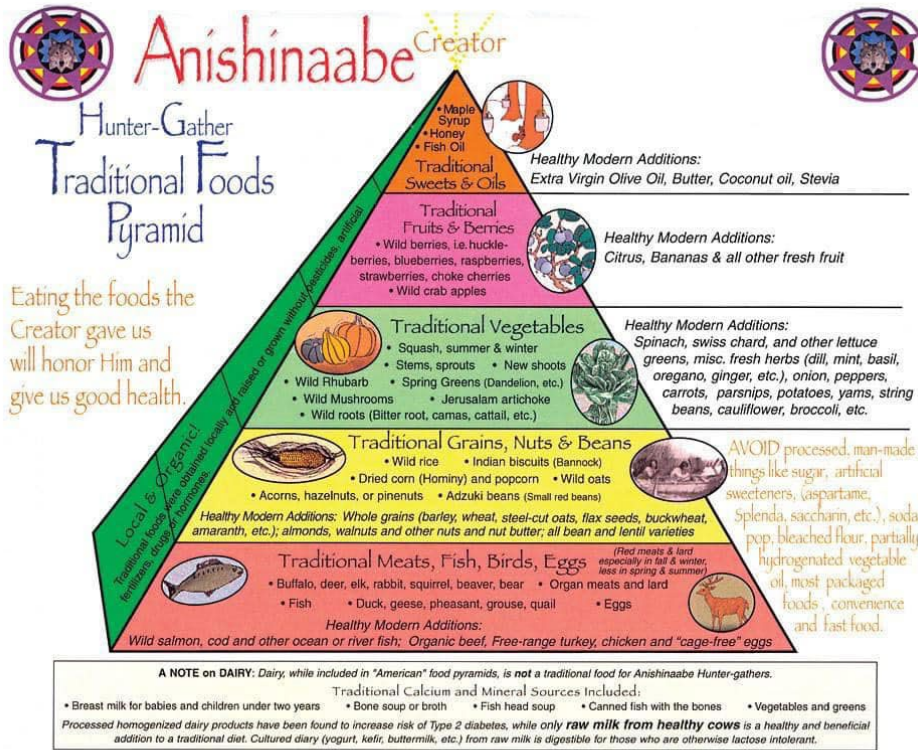 Anishinaabe
Creator
Hunter-Gather
Traditional Foods
Pyramid
Eating the foods the
Creator gave us
will honor Him and
give us good health.
Local & Organic!
Traditional foods were obtained locally and raised or grown without pesticides, artificial
fertilizers, drugs or hormones.
• Maple
Syrup
• Honey
• Fish Oil
Traditional
Sweets & Oils
Healthy Modern Additions:
Extra Virgin Olive Oil, Butter, Coconut oil, Stevia
Traditional
Fruits & Berries
• Wild berries, i.e. huckle-
berries, blueberries, raspberries,
strawberries, choke cherries
• Wild crab apples
Healthy Modern Additions:
Citrus, Bananas & all other fresh fruit
Traditional Vegetables
• Squash, summer & winter
• Stems, sprouts • New shoots
• Wild Rhubarb • Spring Greens (Dandelion, etc.)
• Wild Mushrooms • Jerusalam artichoke
• Wild roots (Bitter root, camas, cattail, etc.)
Healthy Modern Additions:
Spinach, swiss chard, and other lettuce
greens, misc. fresh herbs (dill, mint, basil,
oregano, ginger, etc.), onion, peppers,
carrots, parsnips, potatoes, yams, string
beans, cauliflower, broccoli, etc.
Traditional Grains, Nuts & Beans
• Wild rice • Indian biscuits (Bannock)
• Dried corn (Hominy) and popcorn • Wild oats
• Acorns, hazelnuts, or pinenuts • Adzuki beans (Small red beans)
Healthy Modern Additions: Whole grains (barley, wheat, steel-cut oats, flax seeds, buckwheat,
amaranth, etc.); almonds, walnuts and other nuts and nut butter; all bean and lentil varieties
AVOID processed, man-made
things like sugar, artificial
sweeteners, (aspartame,
Splenda, saccharin, etc.), soda
pop, bleached flour, partially
hydrogenated vegetable
oil, most packaged
foods , convenience
and fast food.
Traditional Meats, Fish, Birds, Eggs
(Red meats & lard
especially in fall & winter,
less in spring & summer)
• Buffalo, deer, elk, rabbit, squirrel, beaver, bear • Organ meats and lard
• Fish • Duck, geese, pheasant, grouse, quail • Eggs
Healthy Modern Additions:
Wild salmon, cod and other ocean or river fish; Organic beef, Free-range turkey, chicken and "cage-free" eggs
A NOTE on DAIRY: Dairy, while included in "American" food pyramids, is not a traditional food for Anishinaabe Hunter-gathers.
Traditional Calcium and Mineral Sources Included:
• Breast milk for babies and children under two years • Bone soup or broth • Fish head soup • Canned fish with the bones • Vegetables and greens
Processed homogenized dairy products have been found to increase risk of Type 2 diabetes, while only raw milk from healthy cows is a healthy and beneficial
addition to a traditional diet. Cultured diary (yogurt, kefir, buttermilk, etc.) from raw milk is digestible for those who are otherwise lactose intolerant.